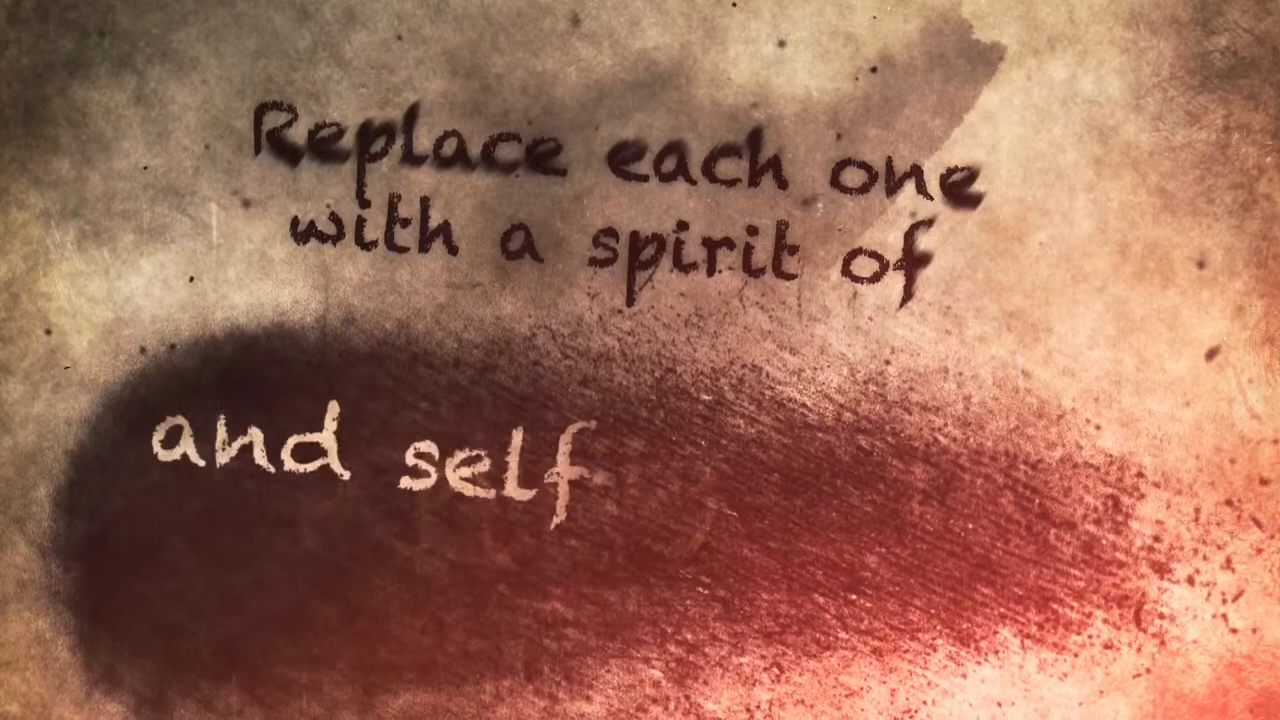 Replace each one
with a spirit of
and self